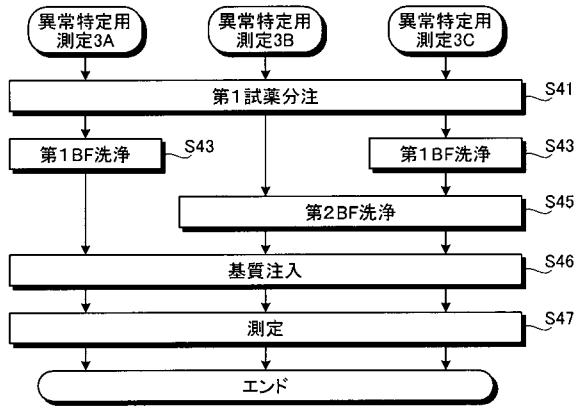 異常特定用
測定3A
異常特定用
測定3B
異常特定用
測定3C
第1試薬分注
S41
第1BF洗浄
S43
第1BF洗浄
S43
第2BF洗浄
S45
基質注入
S46
測定
S47
エンド